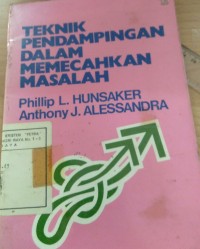 TEKNIK
PENDAMPINGAN
DALAM
MEMECAHKAN
MASALAH
Phillip L. HUNSAKER
Anthony J. ALESSANDRA